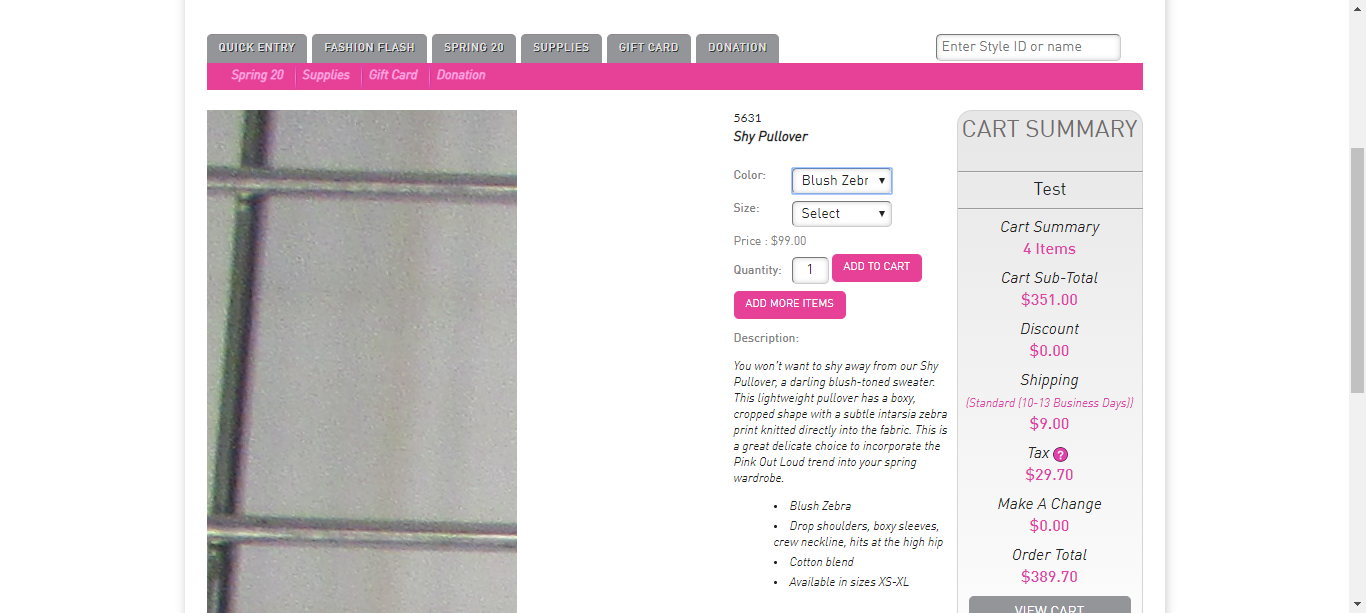 QUICK ENTRY
FASHION FLASH
SPRING 20
SUPPLIES
GIFT CARD
DONATION
Enter Style ID or name
Spring 20
Supplies
Gift Card
Donation
5631
Shy Pullover
Color:
Blush Zebr
Size:
Select
Price : $99.00
Quantity:
1
ADD TO CART
ADD MORE ITEMS
Description:
You won't want to shy away from our Shy
Pullover, a darling blush-toned sweater.
This lightweight pullover has a boxy,
cropped shape with a subtle intarsia zebra
print knitted directly into the fabric. This is
a great delicate choice to incorporate the
Pink Out Loud trend into your spring
wardrobe.
• Blush Zebra
• Drop shoulders, boxy sleeves,
crew neckline, hits at the high hip
• Cotton blend
• Available in sizes XS-XL
CART SUMMARY
Test
Cart Summary
4 Items
Cart Sub-Total
$351.00
Discount
$0.00
Shipping
(Standard (10-13 Business Days))
$9.00
Tax ?
$29.70
Make A Change
$0.00
Order Total
$389.70
VIEW CART